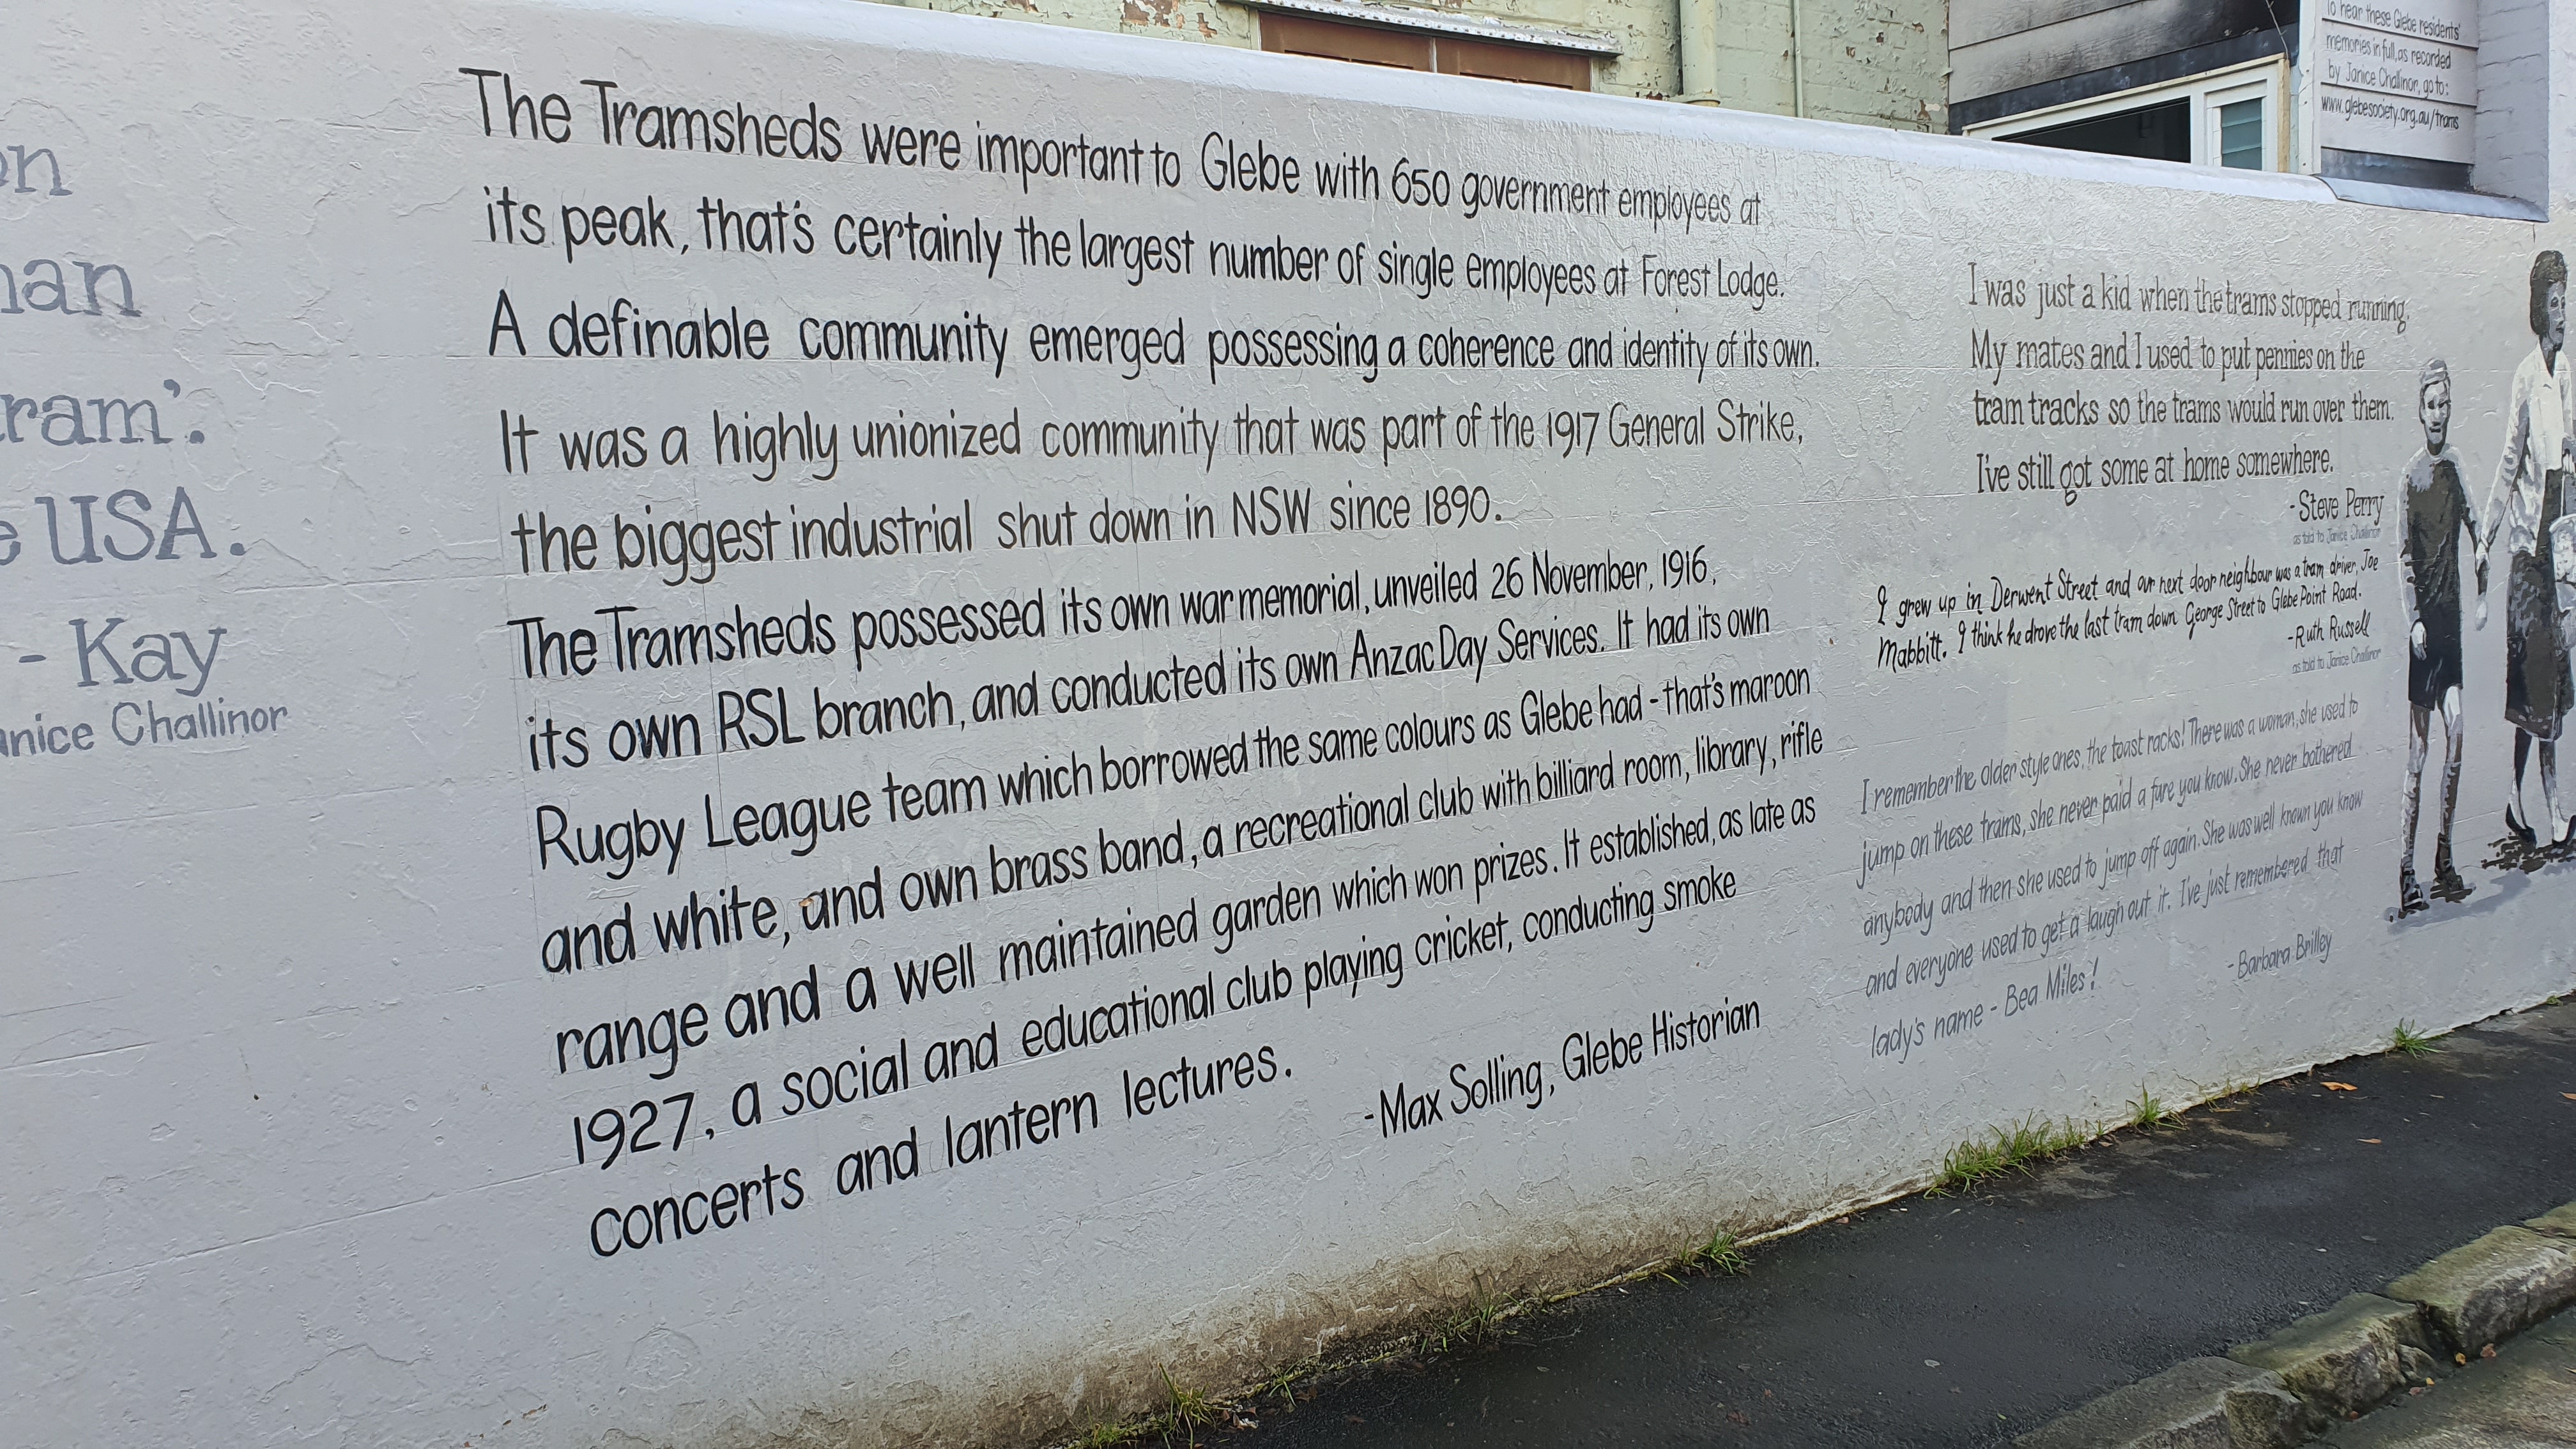 on
han
ram'.
e USA.
- Kay
anice Challinor
The Tramsheds were important to Glebe with 650 government employees at
its peak, that's certainly the largest number of single employees at Forest Lodge.
A definable community emerged possessing a coherence and identity of its own.
It was a highly unionized community that was part of the 1917 General Strike,
the biggest industrial shut down in NSW since 1890.
The Tramsheds possessed its own war memorial, unveiled 26 November, 1916,
its own RSL branch, and conducted its own Anzac Day Services. It had its own
Rugby League team which borrowed the same colours as Glebe had - that's maroon
and white, and own brass band, a recreational club with billiard room, library, rifle
range and a well maintained garden which won prizes. It established, as late as
1927, a social and educational club playing cricket, conducting smoke
concerts and lantern lectures.
- Max Solling, Glebe Historian
To hear these Glebe residents'
memories in full, as recorded
by Janice Challinor, go to:
www.glebesociety.org.au/trams
I was just a kid when the trams stopped running.
My mates and I used to put pennies on the
tram tracks so the trams would run over them.
I've still got some at home somewhere.
- Steve Perry
as told to Janice Challinor
I grew up in Derwent Street and our next door neighbour was a tram driver, Joe
Mabbitt. I think he drove the last tram down George Street to Glebe Point Road.
- Ruth Russell
as told to Janice Challinor
I remember the older style ones, the toast racks! There was a woman, she used to
jump on these trams, she never paid a fare you know. She never bothered
anybody and then she used to jump off again. She was well known you know
and everyone used to get a laugh out it. I've just remembered that
lady's name - Bea Miles!
- Barbara Brilley